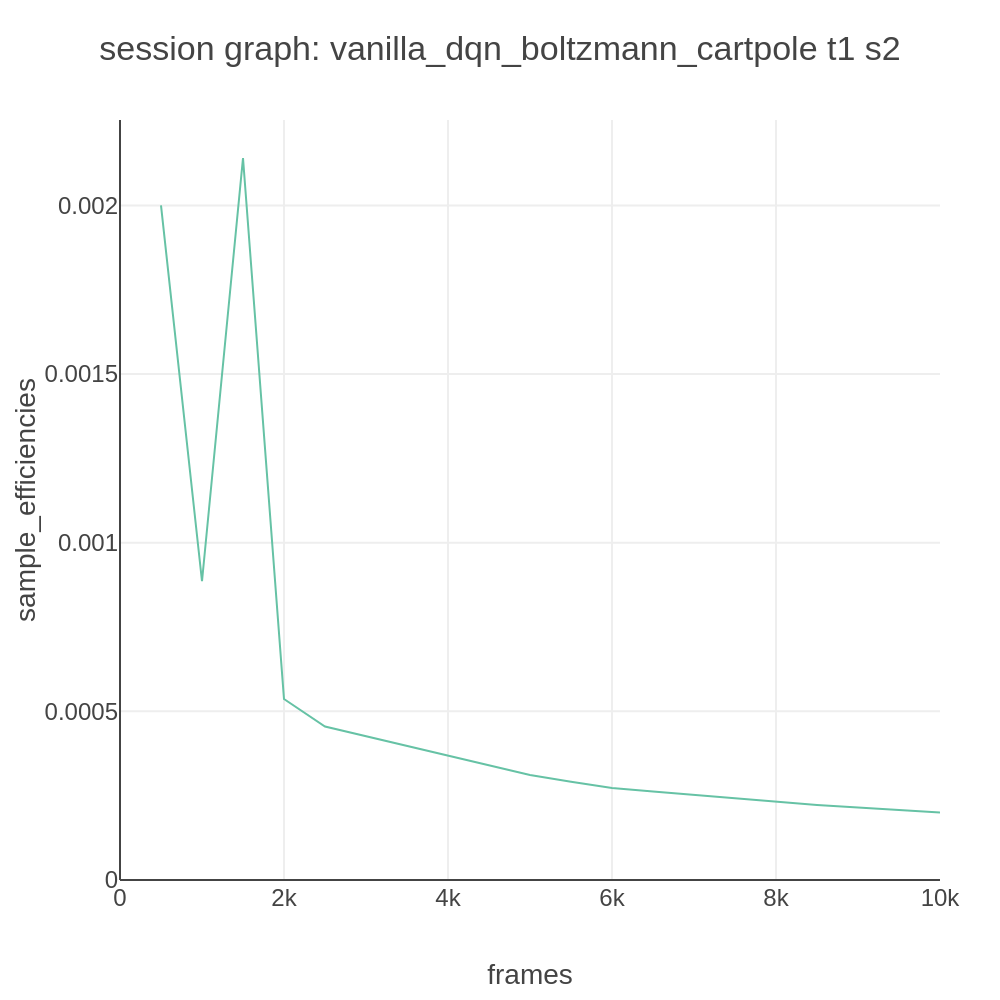 session graph: vanilla_dqn_boltzmann_cartpole t1 s2
sample_efficiencies
0.002
0.0015
0.001
0.0005
0
0 2k 4k 6k 8k 10k
frames